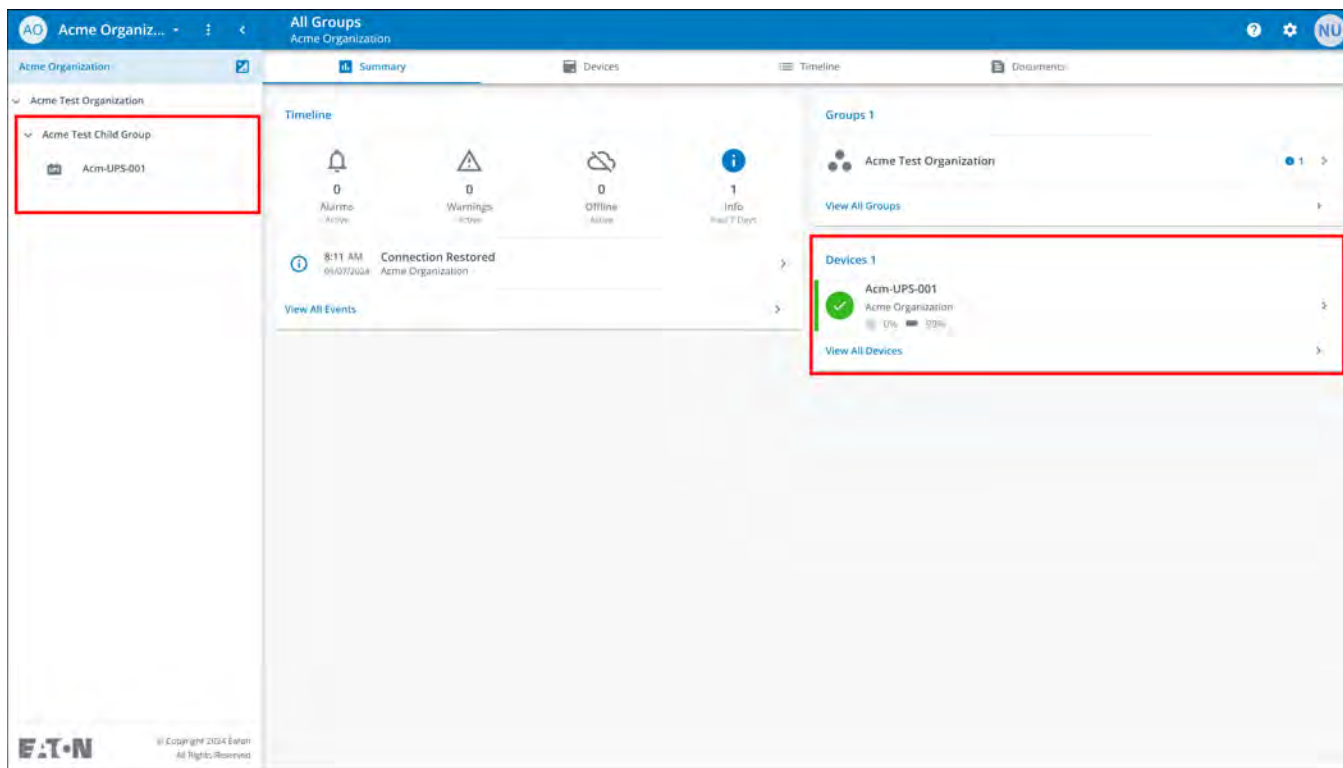 AO Acme Organiz...
All Groups
Acme Organization
NU
Acme Organization
Summary
Devices
Timeline
Documents
Acme Test Organization
Acme Test Child Group
Acm-UPS-001
Timeline
0
Alarms
Active
0
Warnings
Active
0
Offline
Active
1
Info
Past 7 Days
8:11 AM Connection Restored
Acme Organization
View All Events
Groups 1
Acme Test Organization
1
View All Groups
Devices 1
Acm-UPS-001
Acme Organization
0%
View All Devices
EATON
© Copyright 2024 Eaton
All Rights Reserved